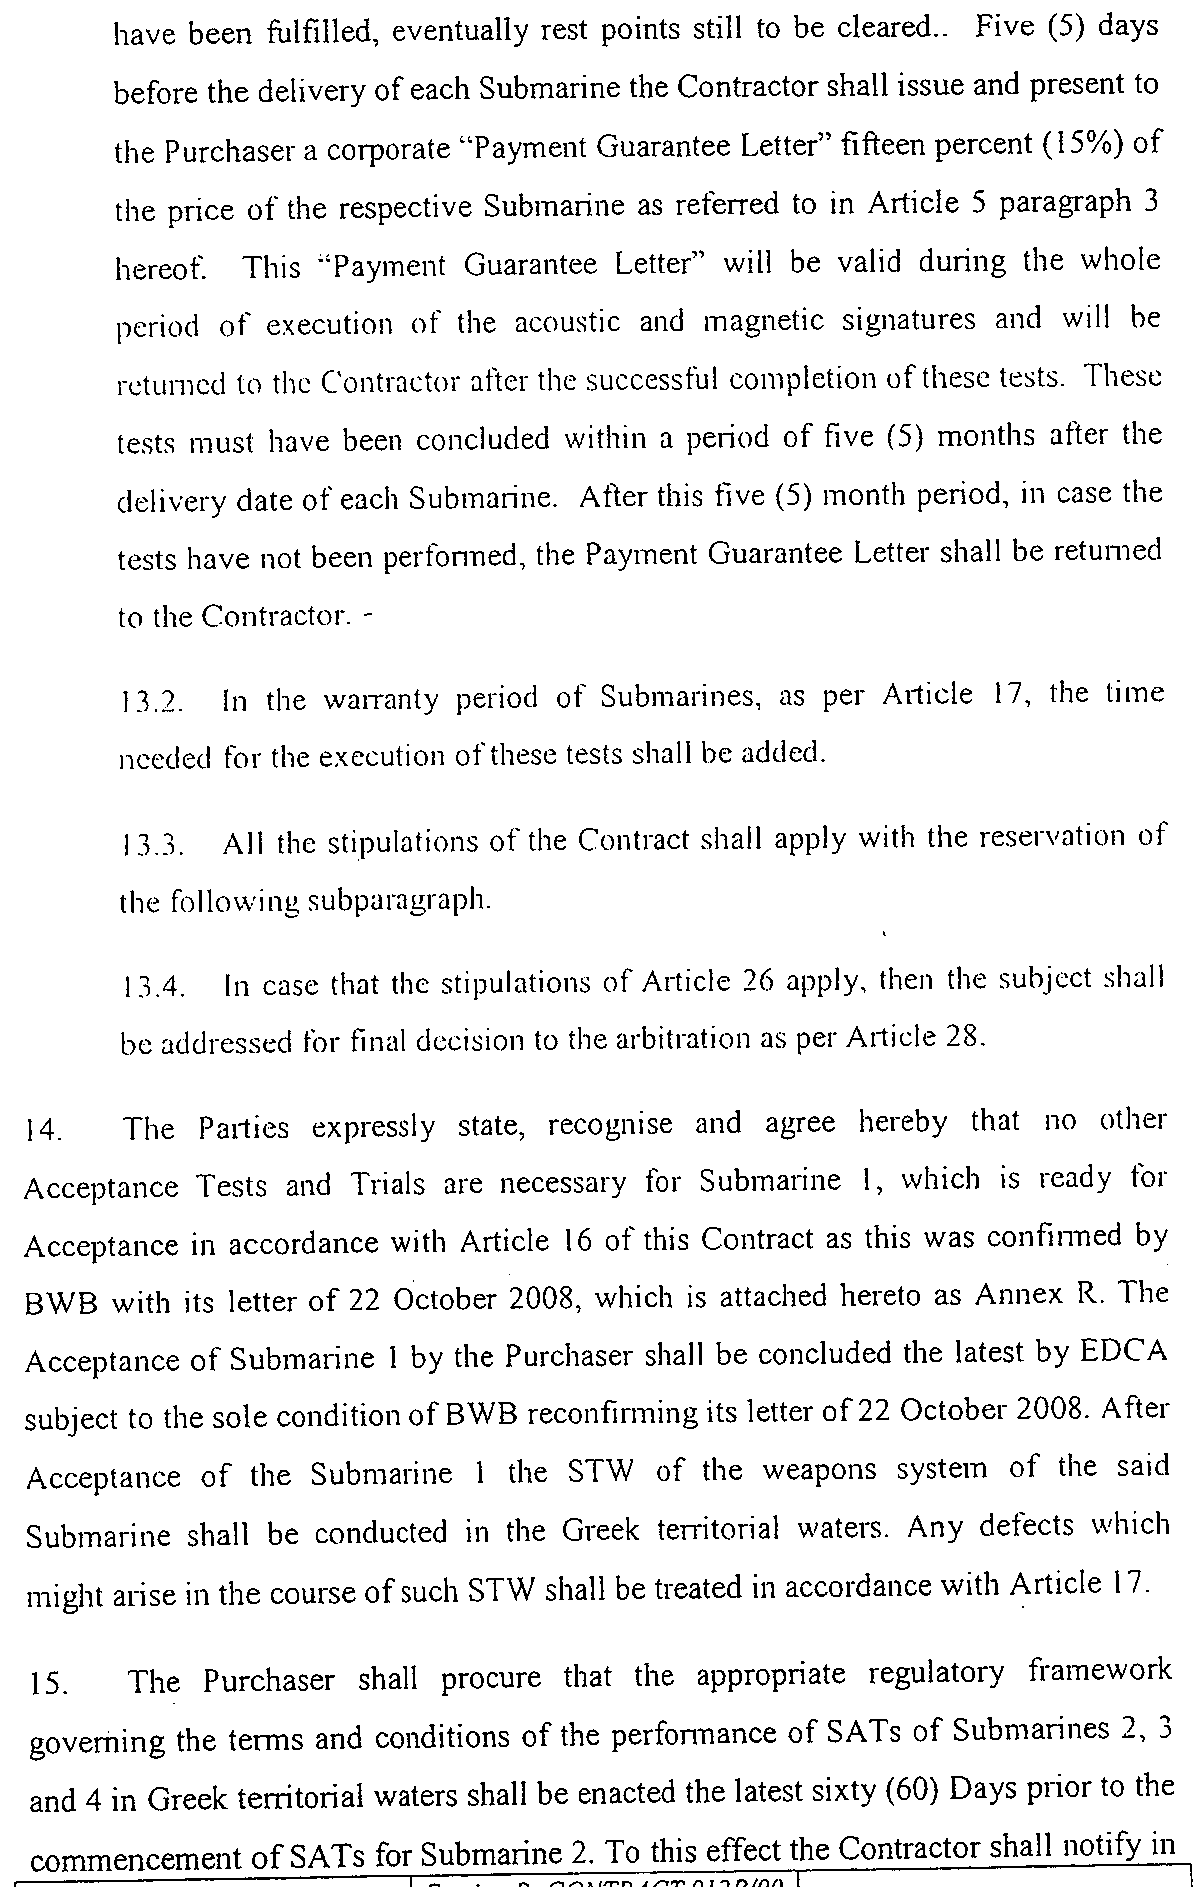 have been fulfilled, eventually rest points still to be cleared.. Five (5) days
before the delivery of each Submarine the Contractor shall issue and present to
the Purchaser a corporate “Payment Guarantee Letter” fifteen percent (15%) of
the price of the respective Submarine as referred to in Article 5 paragraph 3
hereof. This “Payment Guarantee Letter” will be valid during the whole
period of execution of the acoustic and magnetic signatures and will be
returned to the Contractor after the successful completion of these tests. These
tests must have been concluded within a period of five (5) months after the
delivery date of each Submarine. After this five (5) month period, in case the
tests have not been performed, the Payment Guarantee Letter shall be returned
to the Contractor. -
13.2. In the warranty period of Submarines, as per Article 17, the time
needed for the execution of these tests shall be added.
13.3. All the stipulations of the Contract shall apply with the reservation of
the following subparagraph.
13.4. In case that the stipulations of Article 26 apply, then the subject shall
be addressed for final decision to the arbitration as per Article 28.
14. The Parties expressly state, recognise and agree hereby that no other
Acceptance Tests and Trials are necessary for Submarine 1, which is ready for
Acceptance in accordance with Article 16 of this Contract as this was confirmed by
BWB with its letter of 22 October 2008, which is attached hereto as Annex R. The
Acceptance of Submarine 1 by the Purchaser shall be concluded the latest by EDCA
subject to the sole condition of BWB reconfirming its letter of 22 October 2008. After
Acceptance of the Submarine 1 the STW of the weapons system of the said
Submarine shall be conducted in the Greek territorial waters. Any defects which
might arise in the course of such STW shall be treated in accordance with Article 17.
15. The Purchaser shall procure that the appropriate regulatory framework
governing the terms and conditions of the performance of SATs of Submarines 2, 3
and 4 in Greek territorial waters shall be enacted the latest sixty (60) Days prior to the
commencement of SATs for Submarine 2. To this effect the Contractor shall notify in
CONTRACT